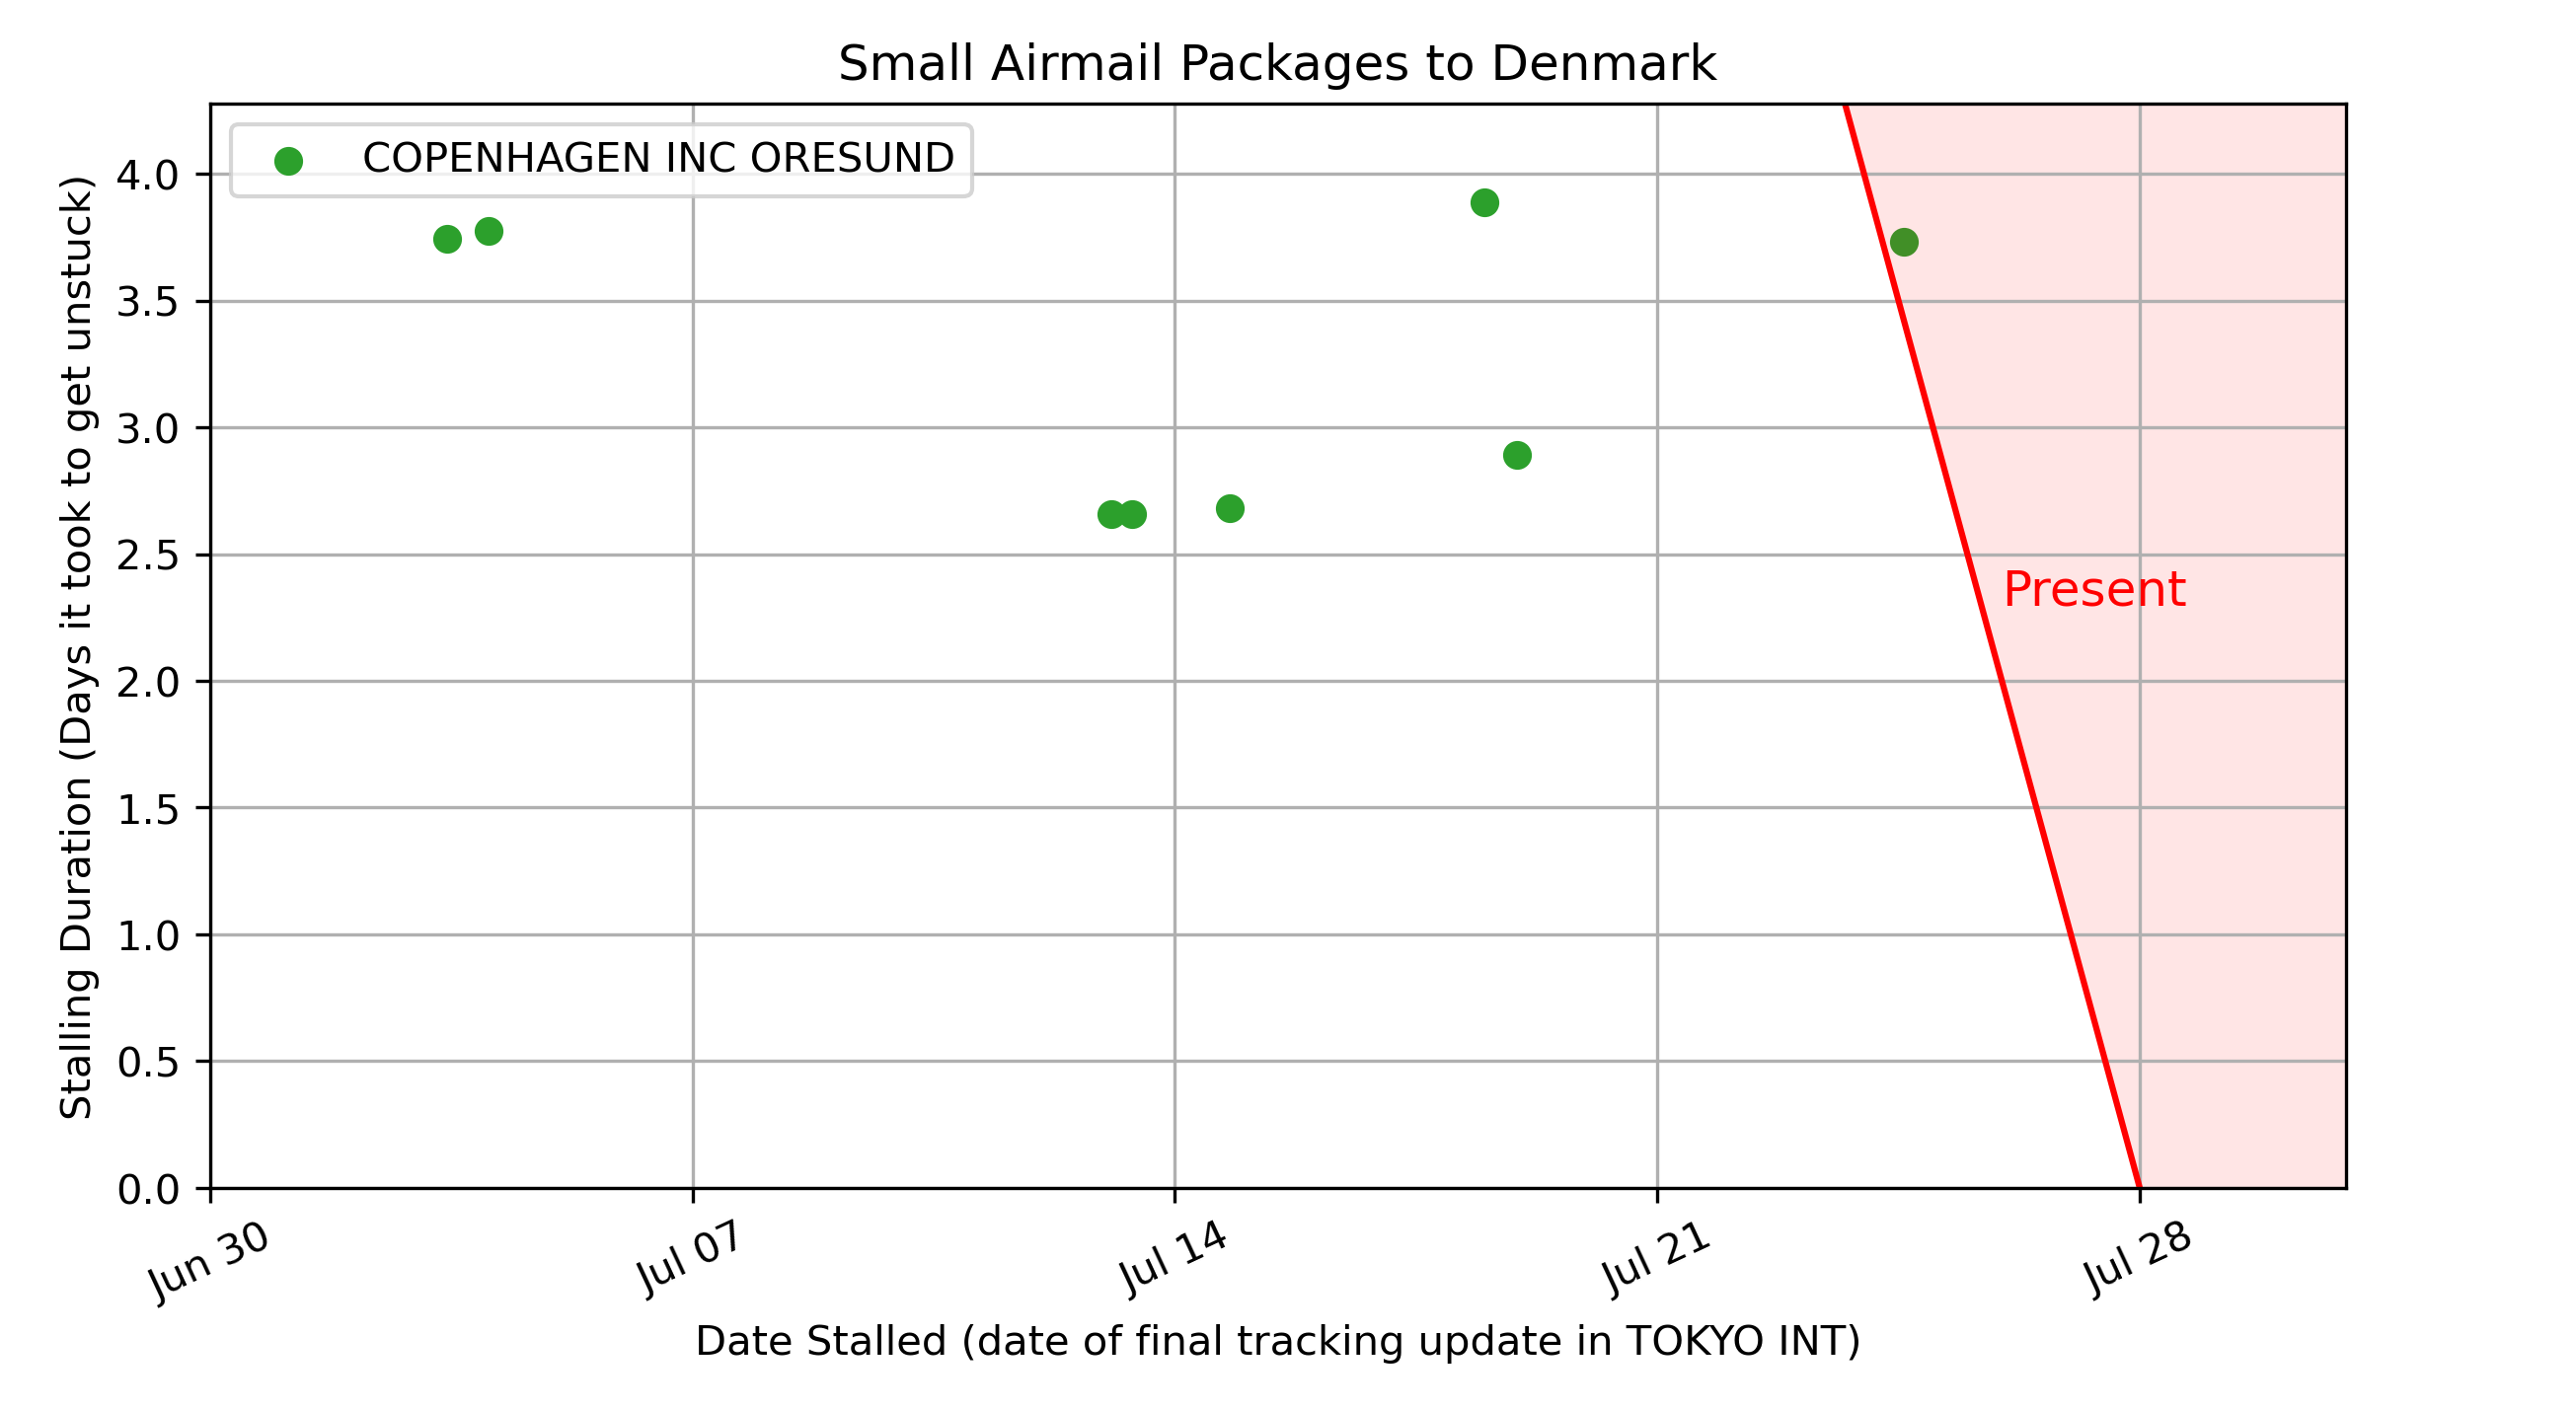 Small Airmail Packages to Denmark
COPENHAGEN INC ORESUND
Stalling Duration (Days it took to get unstuck)
4.0
3.5
3.0
2.5
2.0
1.5
1.0
0.5
0.0
Present
Jun 30
Jul 07
Jul 14
Jul 21
Jul 28
Date Stalled (date of final tracking update in TOKYO INT)